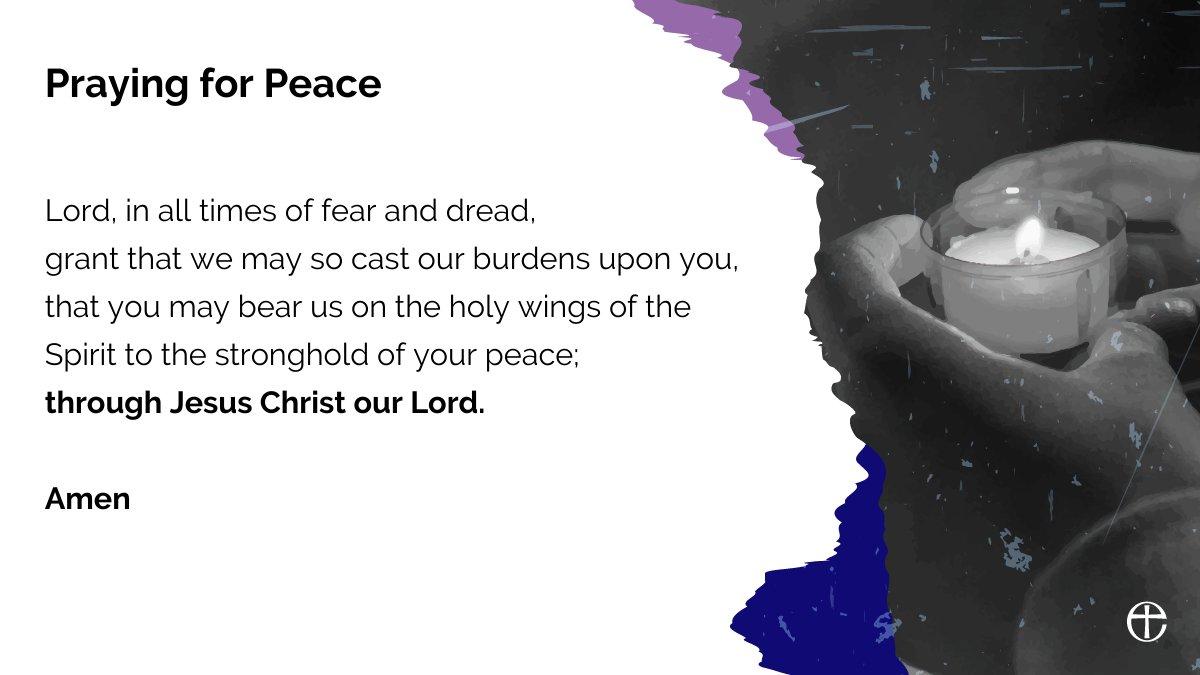 Praying for Peace
Lord, in all times of fear and dread,
grant that we may so cast our burdens upon you,
that you may bear us on the holy wings of the
Spirit to the stronghold of your peace;
through Jesus Christ our Lord.
Amen